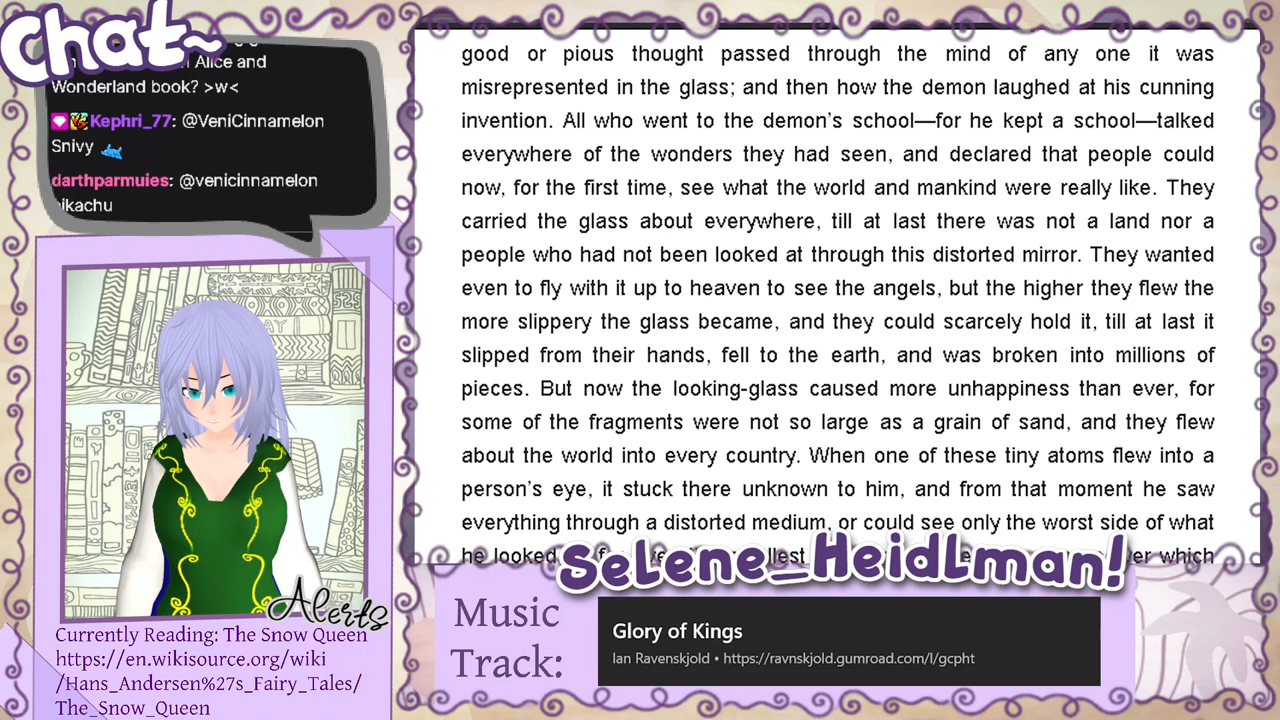 Chat~
Alice and
Wonderland book? >w<
Kephri_77: @VeniCinnamelon
Snivy
darthparmuies: @venicinnamelon
ikachu
good or pious thought passed through the mind of any one it was
misrepresented in the glass; and then how the demon laughed at his cunning
invention. All who went to the demon's school—for he kept a school—talked
everywhere of the wonders they had seen, and declared that people could
now, for the first time, see what the world and mankind were really like. They
carried the glass about everywhere, till at last there was not a land nor a
people who had not been looked at through this distorted mirror. They wanted
even to fly with it up to heaven to see the angels, but the higher they flew the
more slippery the glass became, and they could scarcely hold it, till at last it
slipped from their hands, fell to the earth, and was broken into millions of
pieces. But now the looking-glass caused more unhappiness than ever, for
some of the fragments were not so large as a grain of sand, and they flew
about the world into every country. When one of these tiny atoms flew into a
person's eye, it stuck there unknown to him, and from that moment he saw
everything through a distorted medium, or could see only the worst side of what
he looked which
Selene_Heidlman!
Alerts
Currently Reading: The Snow Queen
https://en.wikisource.org/wiki
/Hans_Andersen%27s_Fairy_Tales/
The_Snow_Queen
Music
Track:
Glory of Kings
Ian Ravenskjold • https://ravnskjold.gumroad.com/l/gcpht